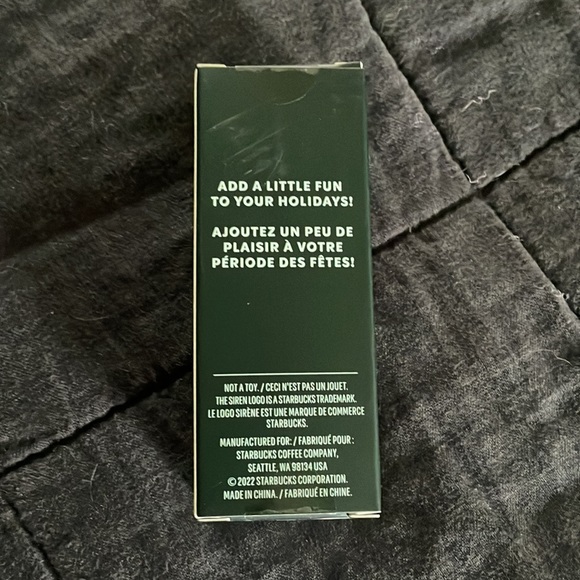 ADD A LITTLE FUN
TO YOUR HOLIDAYS!
AJOUTEZ UN PEU DE
PLAISIR À VOTRE
PÉRIODE DES FÊTES!
NOT A TOY. / CECI N'EST PAS UN JOUET.
THE SIREN LOGO IS A STARBUCKS TRADEMARK.
LE LOGO SIRÈNE EST UNE MARQUE DE COMMERCE
STARBUCKS.
MANUFACTURED FOR: / FABRIQUÉ POUR :
STARBUCKS COFFEE COMPANY,
SEATTLE, WA 98134 USA
© 2022 STARBUCKS CORPORATION.
MADE IN CHINA. / FABRIQUÉ EN CHINE.